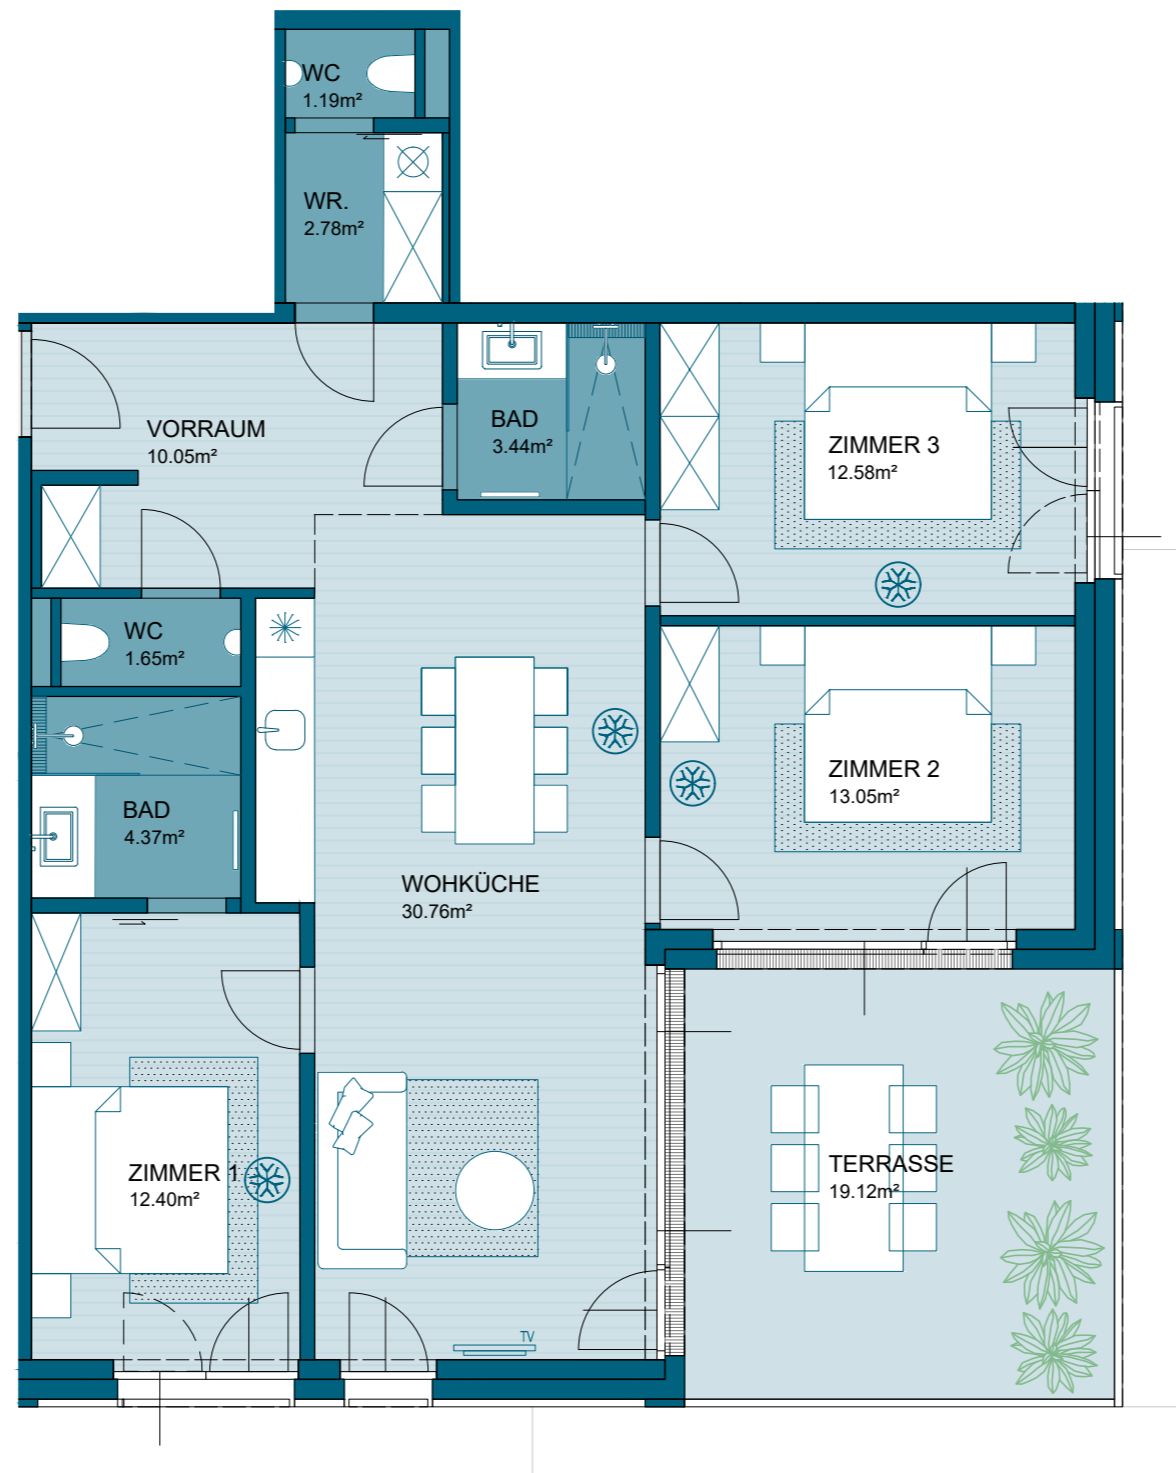 WC
1.19m²
WR.
2.78m²
VORRAUM
10.05m²
BAD
3.44m²
ZIMMER 3
12.58m²
WC
1.65m²
BAD
4.37m²
ZIMMER 2
13.05m²
WOHKÜCHE
30.76m²
ZIMMER 1
12.40m²
TERRASSE
19.12m²
TV